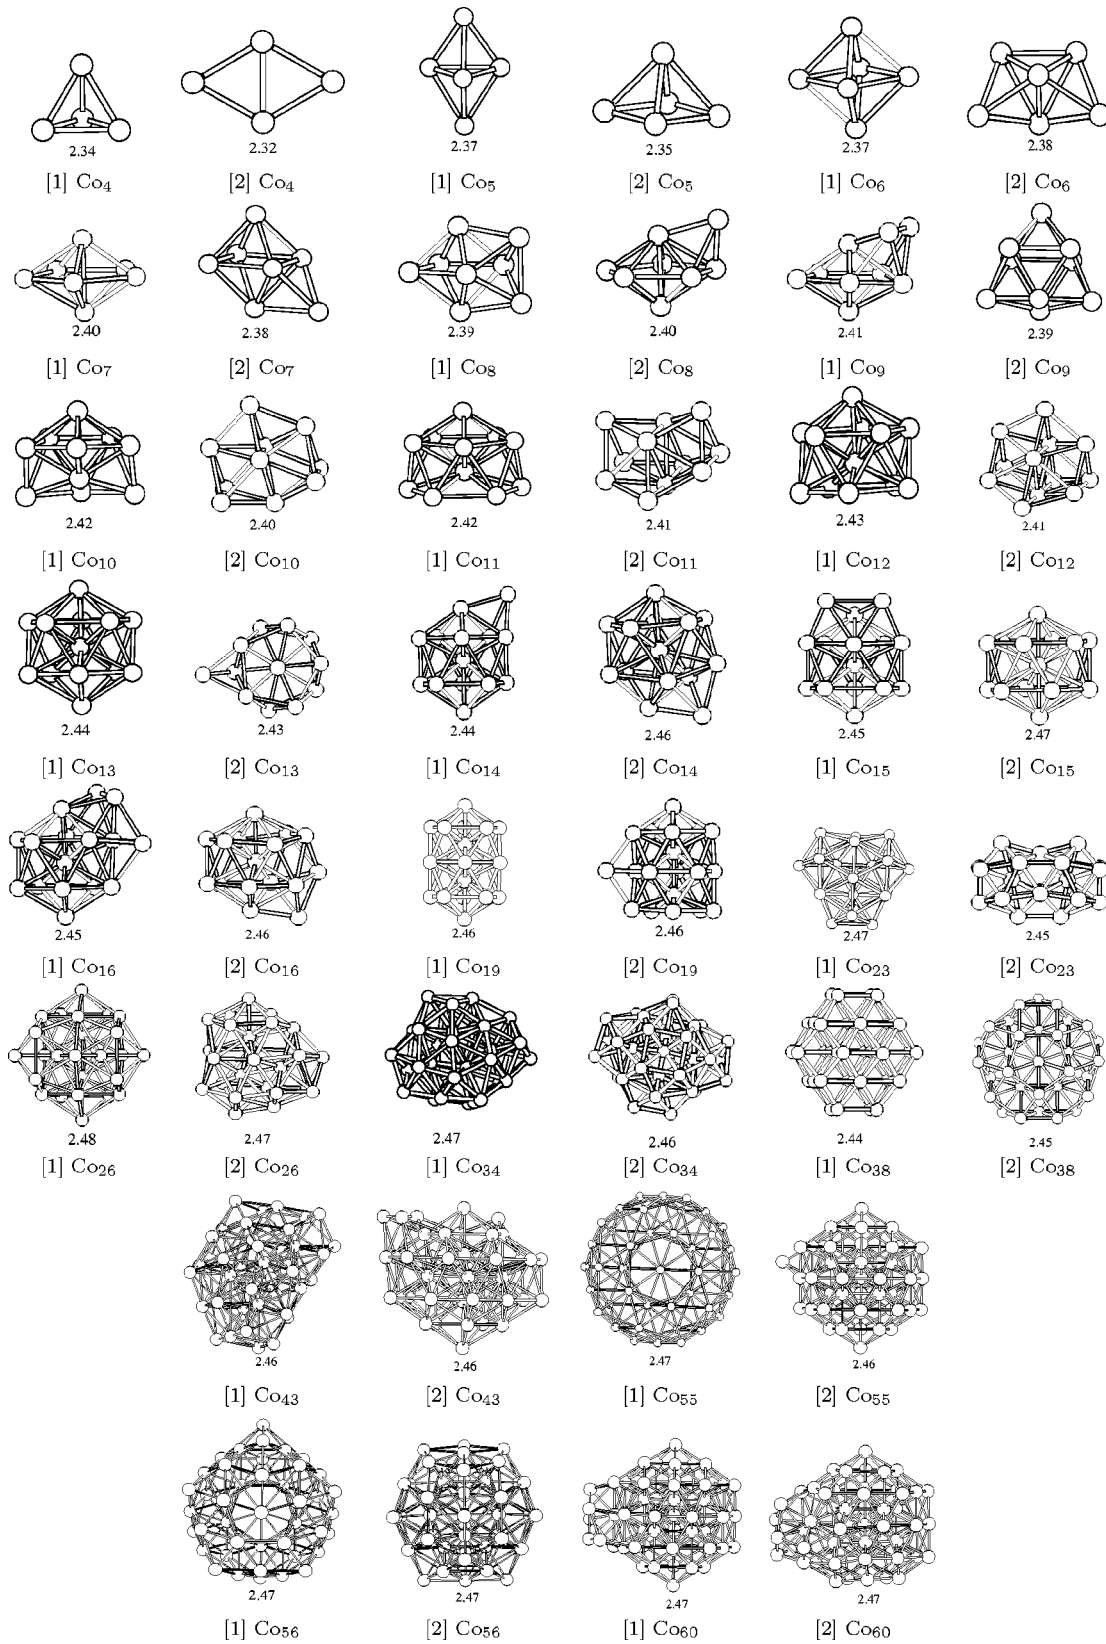 2.34 2.32 2.37 2.35 2.37 2.38
[1] Co₄ [2] Co₄ [1] Co₅ [2] Co₅ [1] Co₆ [2] Co₆
2.40 2.38 2.39 2.40 2.41 2.39
[1] Co₇ [2] Co₇ [1] Co₈ [2] Co₈ [1] Co₉ [2] Co₉
2.42 2.40 2.42 2.41 2.43 2.41
[1] Co₁₀ [2] Co₁₀ [1] Co₁₁ [2] Co₁₁ [1] Co₁₂ [2] Co₁₂
2.44 2.43 2.44 2.46 2.45 2.47
[1] Co₁₃ [2] Co₁₃ [1] Co₁₄ [2] Co₁₄ [1] Co₁₅ [2] Co₁₅
2.45 2.46 2.46 2.46 2.47 2.45
[1] Co₁₆ [2] Co₁₆ [1] Co₁₉ [2] Co₁₉ [1] Co₂₃ [2] Co₂₃
2.48 2.47 2.47 2.46 2.44 2.45
[1] Co₂₆ [2] Co₂₆ [1] Co₃₄ [2] Co₃₄ [1] Co₃₈ [2] Co₃₈
2.46 2.46 2.47 2.46
[1] Co₄₃ [2] Co₄₃ [1] Co₅₅ [2] Co₅₅
2.47 2.47 2.47 2.47
[1] Co₅₆ [2] Co₅₆ [1] Co₆₀ [2] Co₆₀